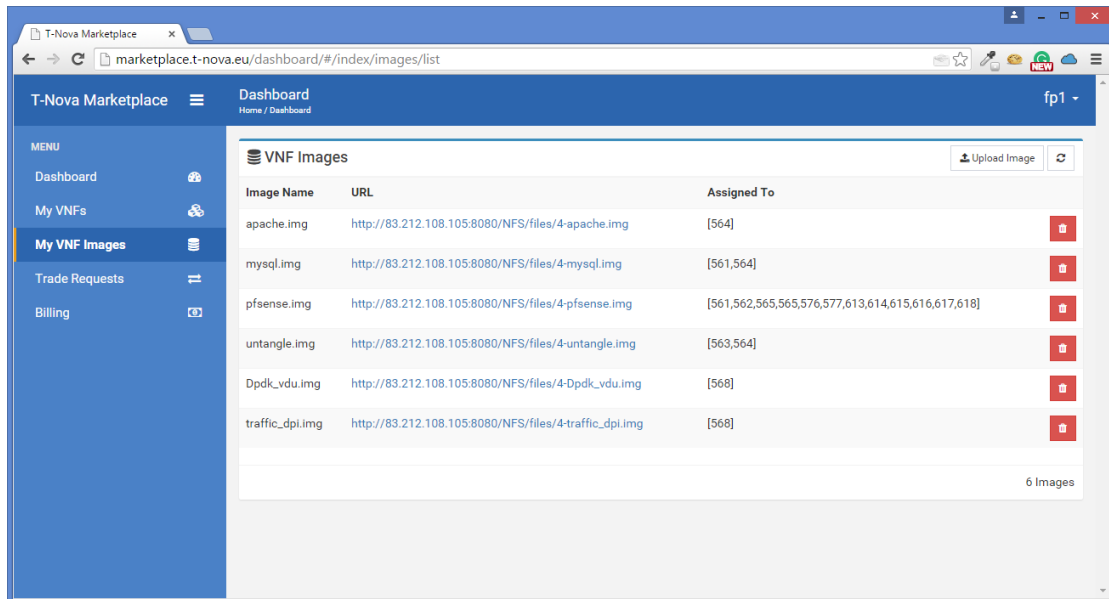 T-Nova Marketplace
marketplace.t-nova.eu/dashboard/#/index/images/list
NEW
T-Nova Marketplace
Dashboard
Home / Dashboard
fp1
MENU
Dashboard
My VNFs
My VNF Images
Trade Requests
Billing
VNF Images
Upload Image
Image Name URL Assigned To
apache.img http://83.212.108.105:8080/NFS/files/4-apache.img [564]
mysql.img http://83.212.108.105:8080/NFS/files/4-mysql.img [561,564]
pfsense.img http://83.212.108.105:8080/NFS/files/4-pfsense.img [561,562,565,565,576,577,613,614,615,616,617,618]
untangle.img http://83.212.108.105:8080/NFS/files/4-untangle.img [563,564]
Dpdk_vdu.img http://83.212.108.105:8080/NFS/files/4-Dpdk_vdu.img [568]
traffic_dpi.img http://83.212.108.105:8080/NFS/files/4-traffic_dpi.img [568]
6 Images